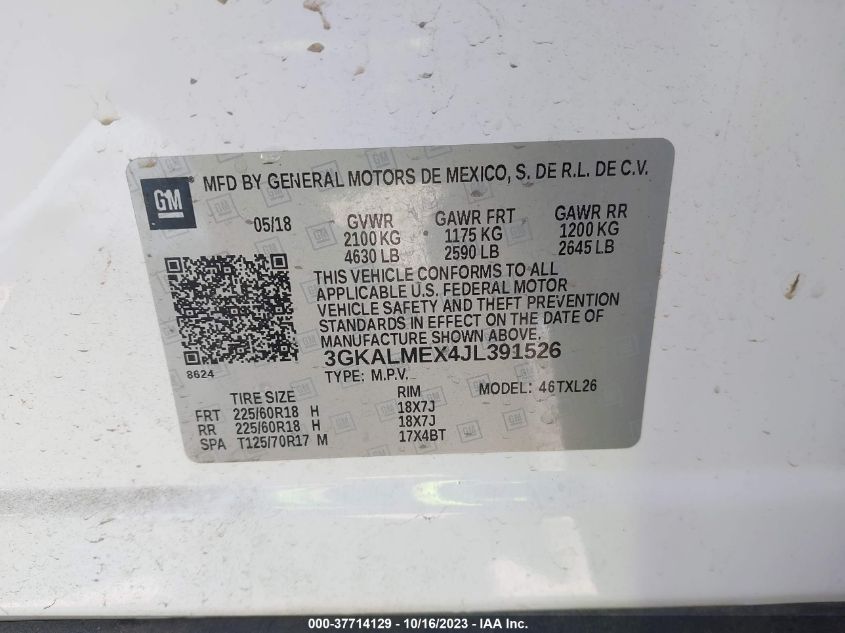 GM
MFD BY GENERAL MOTORS DE MEXICO, S. DE R.L. DE C.V.
05/18 GVWR GAWR FRT GAWR RR
2100 KG 1175 KG 1200 KG
4630 LB 2590 LB 2645 LB
THIS VEHICLE CONFORMS TO ALL
APPLICABLE U.S. FEDERAL MOTOR
VEHICLE SAFETY AND THEFT PREVENTION
STANDARDS IN EFFECT ON THE DATE OF
MANUFACTURE SHOWN ABOVE.
3GKALMEX4JL391526
8624
TYPE: M.P.V. MODEL: 46TXL26
TIRE SIZE RIM
FRT 225/60R18 H 18X7J
RR 225/60R18 H 18X7J
SPA T125/70R17 M 17X4BT
000-37714129 - 10/16/2023 - IAA Inc.